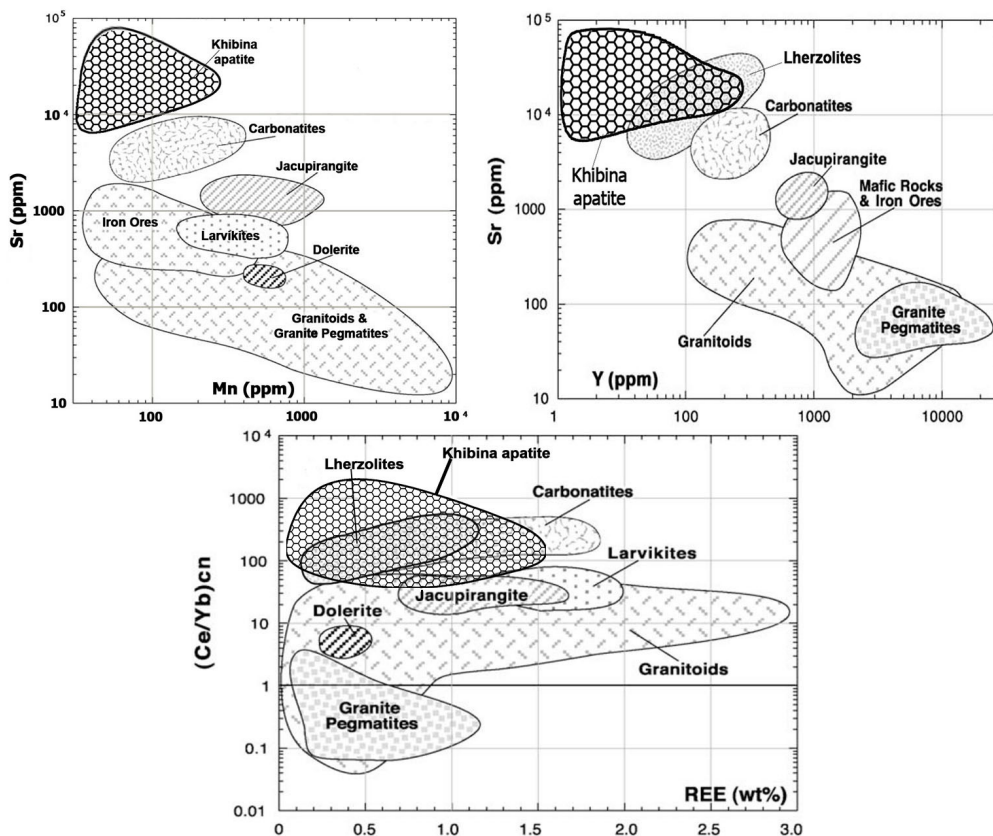 10⁵
10⁴
1000
100
10
Sr (ppm)
Khibina
apatite
Carbonatites
Jacupirangite
Iron Ores
Larvikites
Dolerite
Granitoids &
Granite Pegmatites
Mn (ppm)
100
1000
10⁴
10⁵
10⁴
1000
100
10
Sr (ppm)
Lherzolites
Carbonatites
Khibina
apatite
Jacupirangite
Mafic Rocks
& Iron Ores
Granitoids
Granite
Pegmatites
Y (ppm)
1
100
1000
10000
10⁴
1000
100
10
1
0.1
0.01
(Ce/Yb)cn
Lherzolites
Khibina apatite
Carbonatites
Larvikites
Jacupirangite
Dolerite
Granitoids
Granite
Pegmatites
REE (wt%)
0
0.5
1.0
1.5
2.0
2.5
3.0